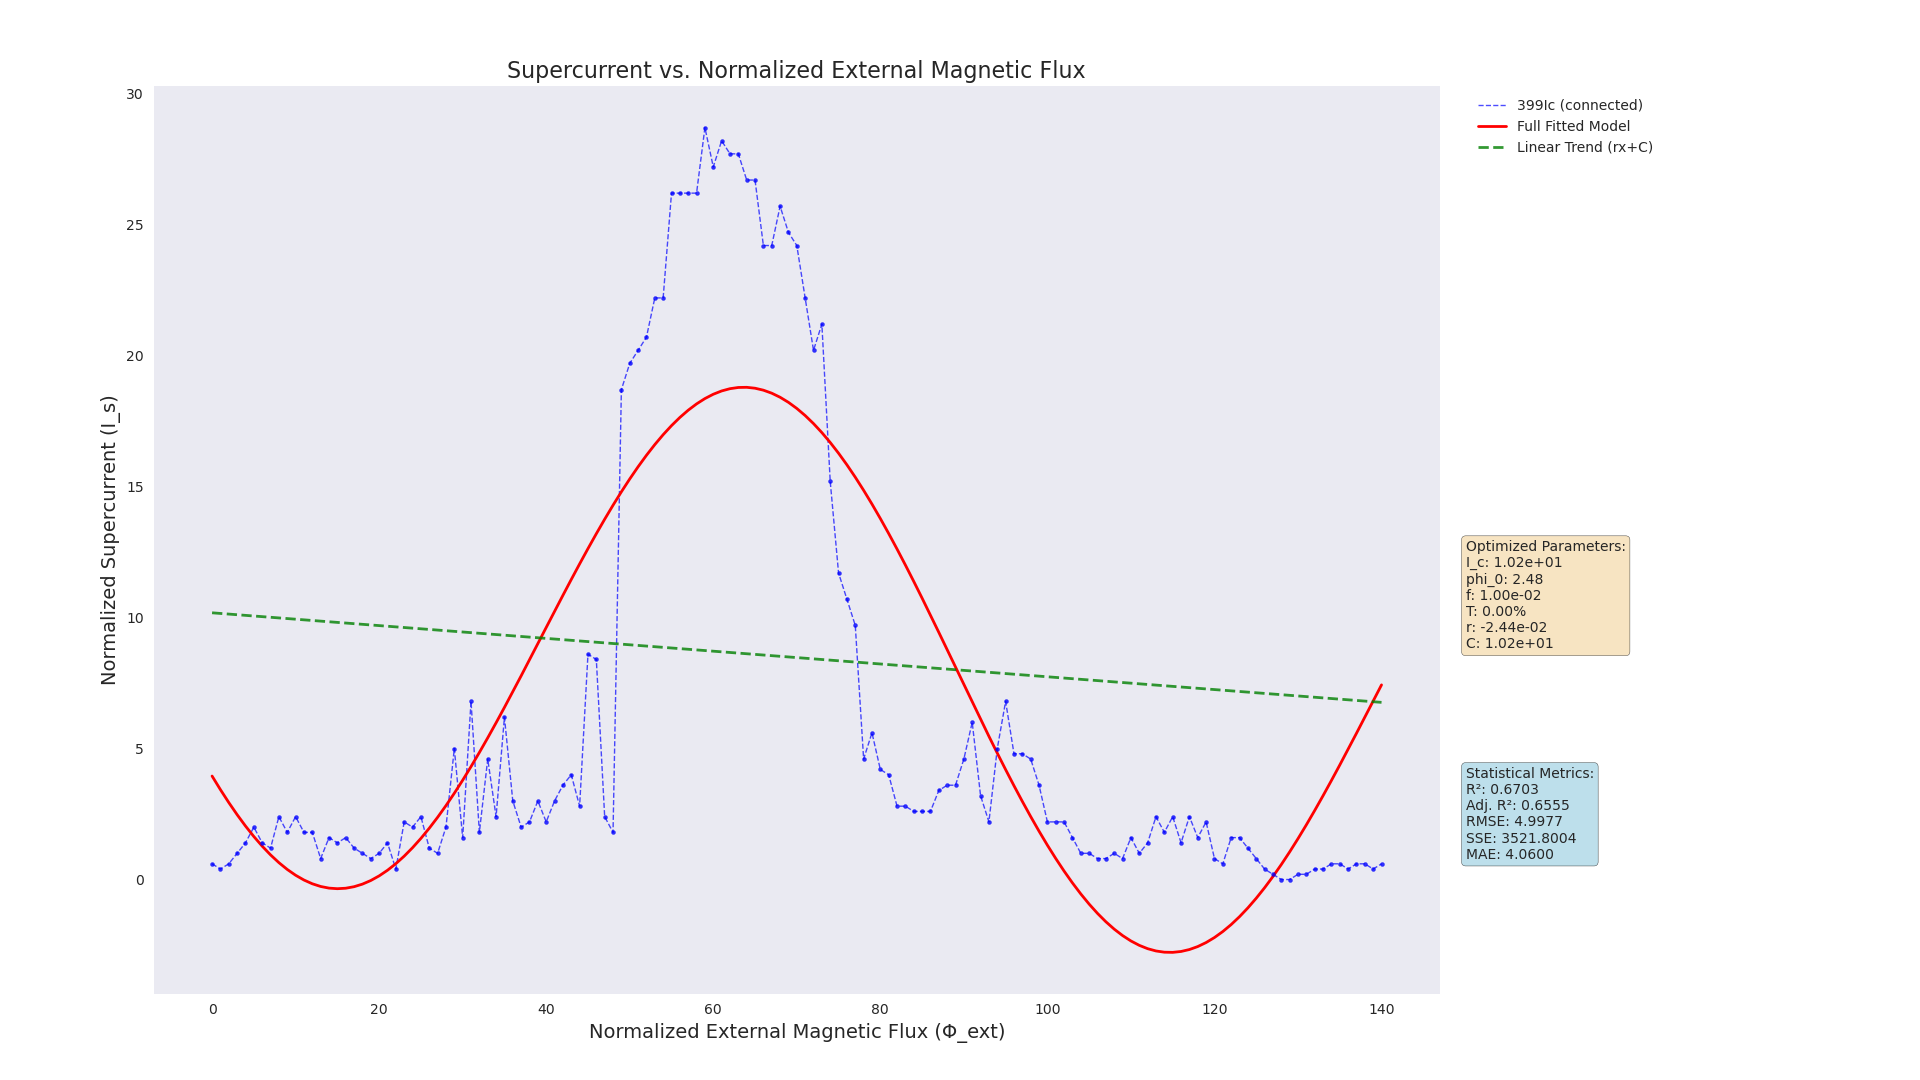 Supercurrent vs. Normalized External Magnetic Flux
30
25
20
15
10
5
0
Normalized Supercurrent (I_s)
0 20 40 60 80 100 120 140
Normalized External Magnetic Flux (Φ_ext)
399Ic (connected)
Full Fitted Model
Linear Trend (rx+C)
Optimized Parameters:
I_c: 1.02e+01
phi_0: 2.48
f: 1.00e-02
T: 0.00%
r: -2.44e-02
C: 1.02e+01
Statistical Metrics:
R²: 0.6703
Adj. R²: 0.6555
RMSE: 4.9977
SSE: 3521.8004
MAE: 4.0600